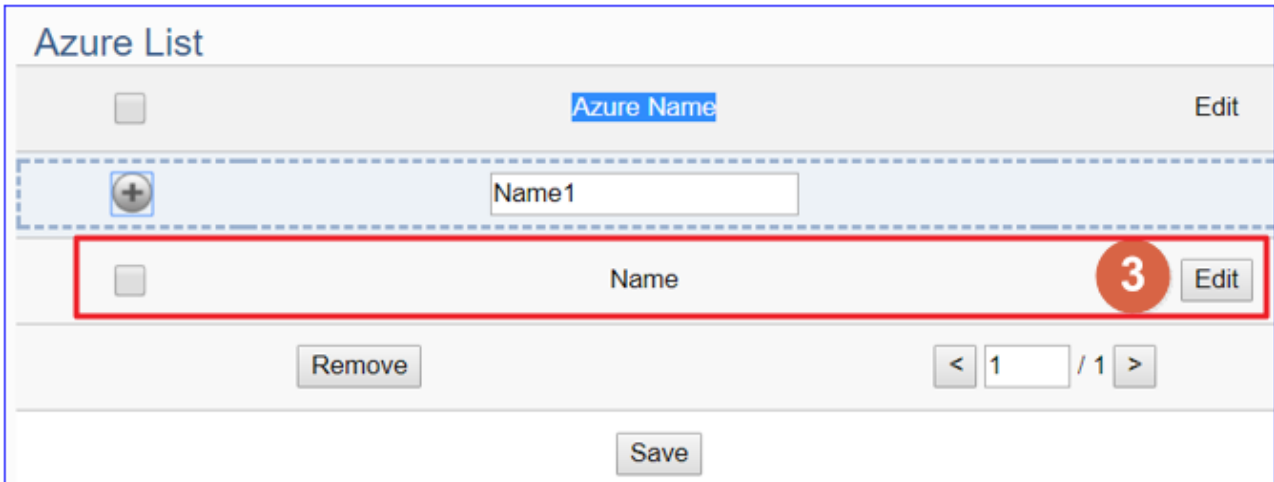 Azure List
Azure Name Edit
Name1
Name 3 Edit
Remove < 1 / 1 >
Save